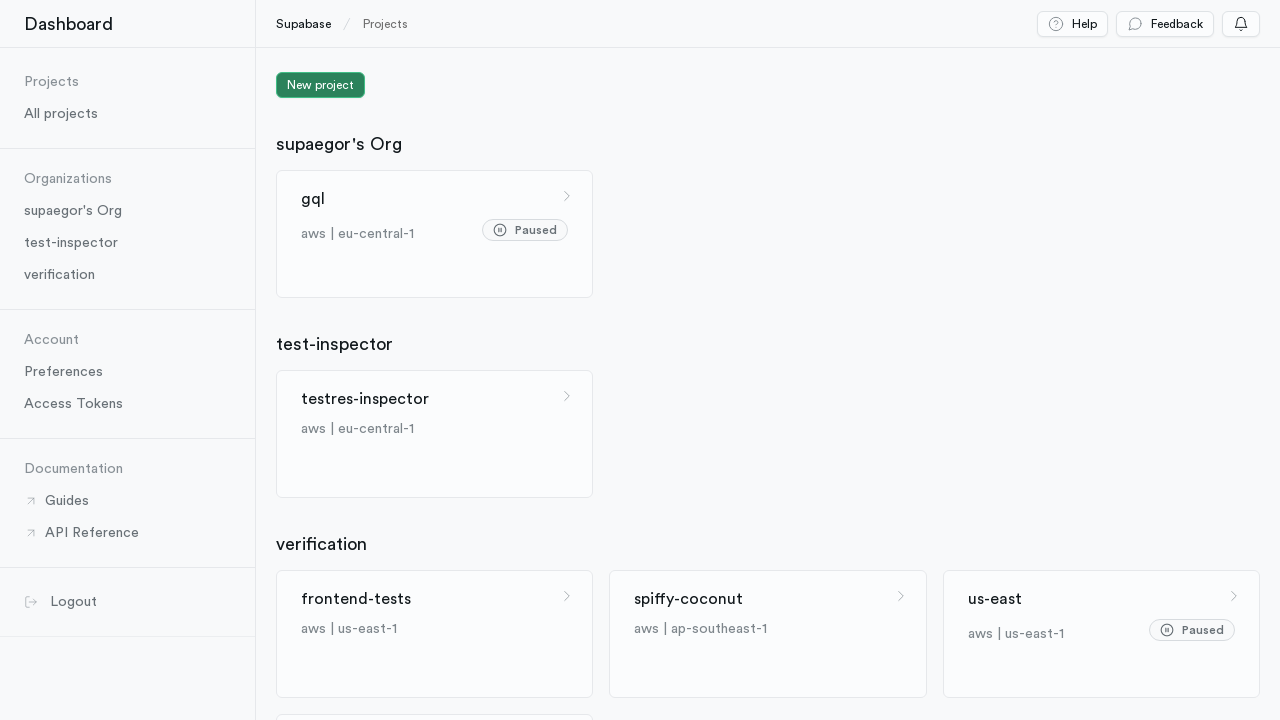 Dashboard
Supabase / Projects
Help
Feedback
Projects
All projects
Organizations
supaegor's Org
test-inspector
verification
Account
Preferences
Access Tokens
Documentation
Guides
API Reference
Logout
New project
supaegor's Org
gql
aws | eu-central-1
Paused
test-inspector
testres-inspector
aws | eu-central-1
verification
frontend-tests
aws | us-east-1
spiffy-coconut
aws | ap-southeast-1
us-east
aws | us-east-1
Paused